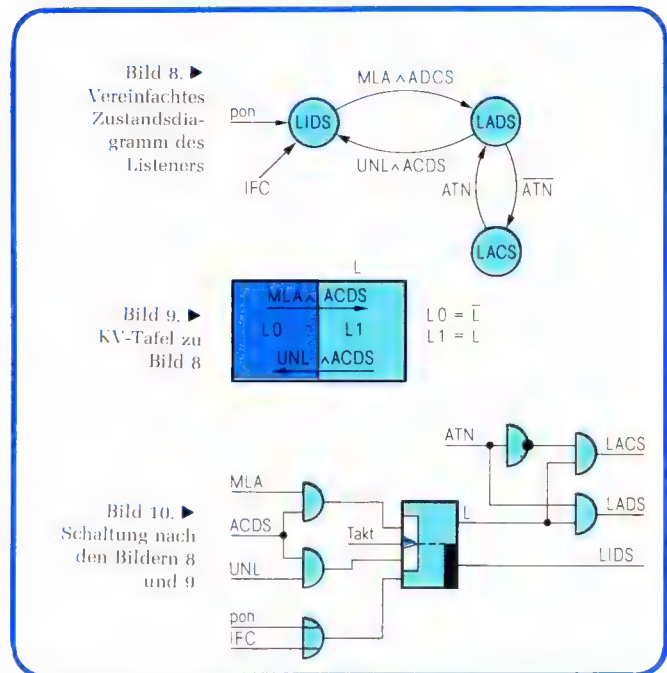 Bild 8. ►
Vereinfachtes
Zustandsdia-
gramm des
Listeners
pon
IFC
LIDS
MLA∧ADCS
UNL∧ACDS
LADS
ATN
A̅T̅N̅
LACS
Bild 9. ►
KV-Tafel zu
Bild 8
L
MLA∧ ACDS
L0 L1
UNL ∧ACDS
L0 = L̅
L1 = L
Bild 10. ►
Schaltung nach
den Bildern 8
und 9
MLA
ACDS
UNL
pon
IFC
Takt
L
ATN
LACS
LADS
LIDS